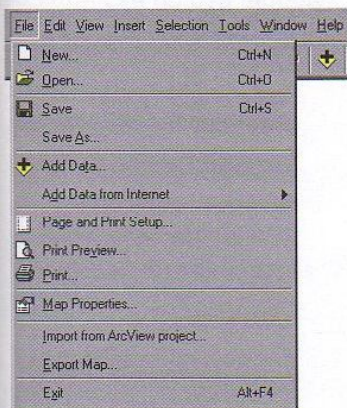 File Edit View Insert Selection Tools Window Help
New... Ctrl+N
Open... Ctrl+O
Save Ctrl+S
Save As...
Add Data...
Add Data from Internet
Page and Print Setup...
Print Preview...
Print...
Map Properties...
Import from ArcView project...
Export Map...
Exit Alt+F4